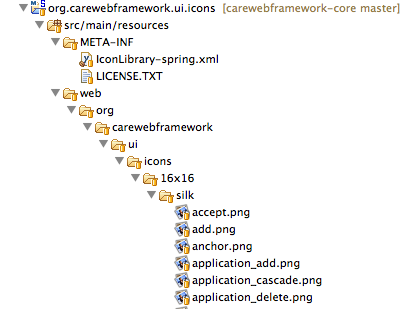 org.carewebframework.ui.icons [carewebframework-core master]
src/main/resources
META-INF
IconLibrary-spring.xml
LICENSE.TXT
web
org
carewebframework
ui
icons
16x16
silk
accept.png
add.png
anchor.png
application_add.png
application_cascade.png
application_delete.png